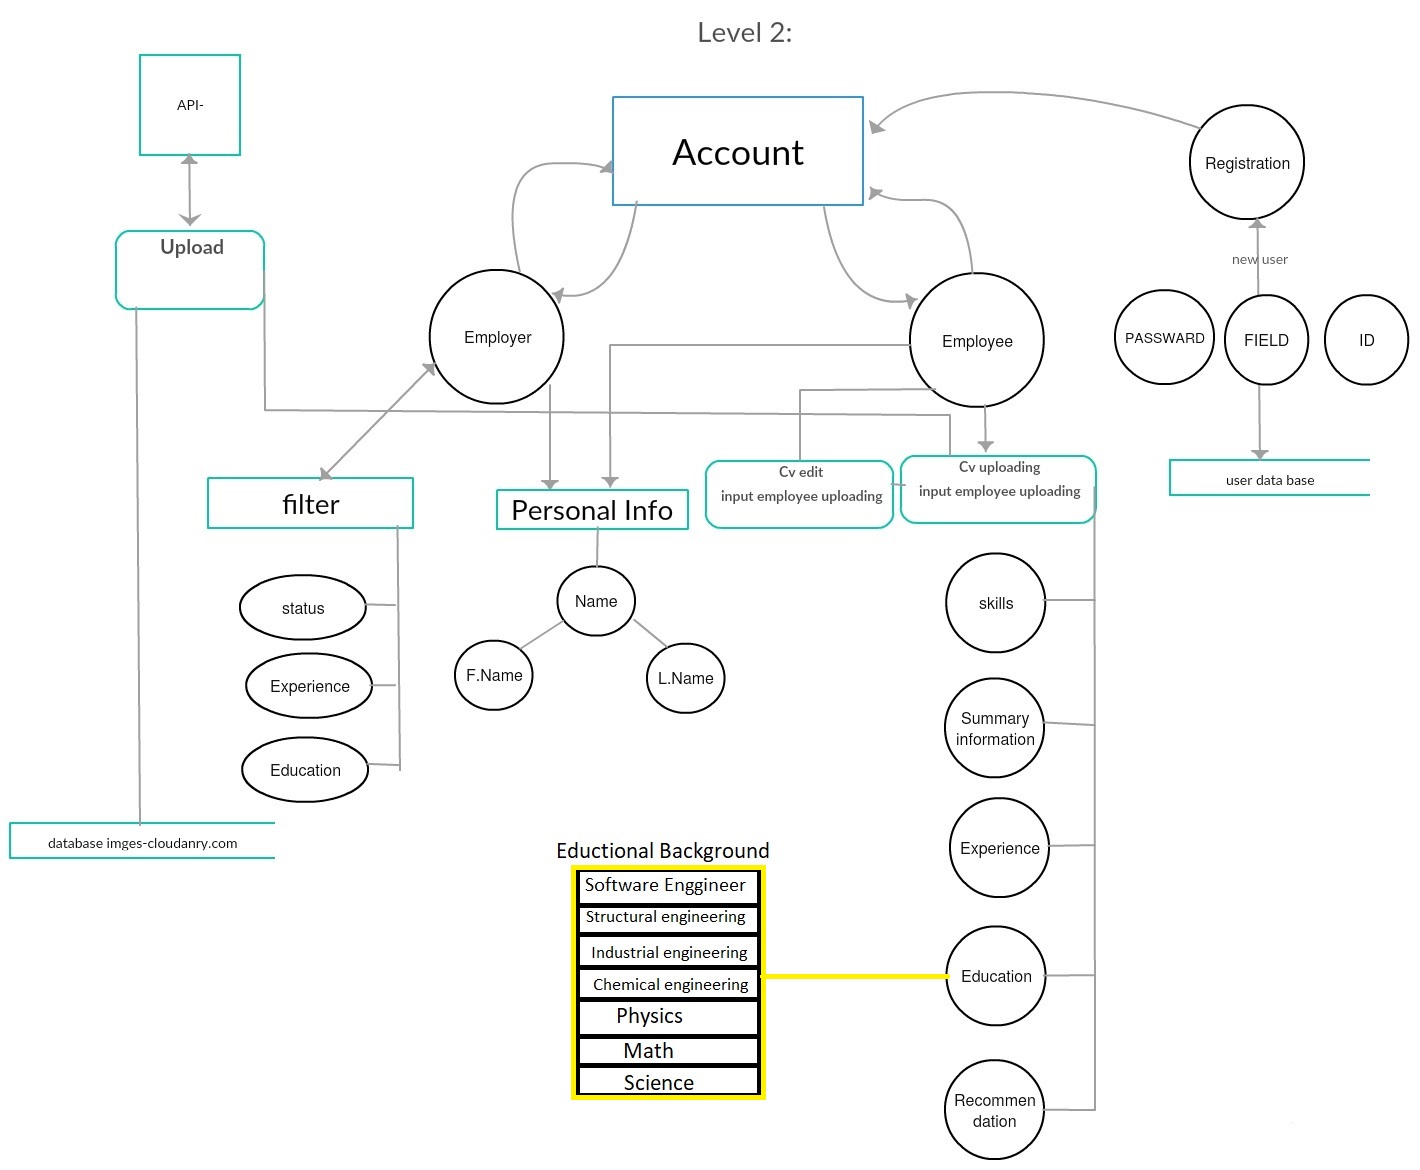 Level 2:
API-
Account
Registration
Upload
new user
Employer
Employee
PASSWARD
FIELD
ID
filter
Personal Info
Cv edit
input employee uploading
Cv uploading
input employee uploading
user data base
status
Experience
Education
Name
F.Name
L.Name
skills
Summary
information
Experience
Education
Recommen
dation
database imges-cloudanry.com
Eductional Background
Software Enggineer
Structural engineering
Industrial engineering
Chemical engineering
Physics
Math
Science